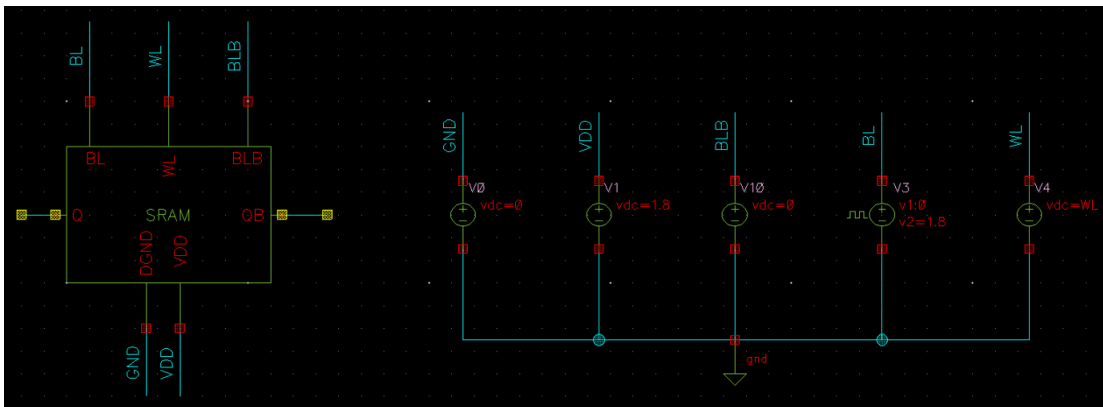 BL
WL
BLB
BL
WL
BLB
Q
SRAM
QB
DGND
VDD
GND
VDD
GND
VDD
BLB
BL
WL
V0
vdc=0
V1
vdc=1.8
V10
vdc=0
V3
v1:0
v2=1.8
V4
vdc=WL
gnd